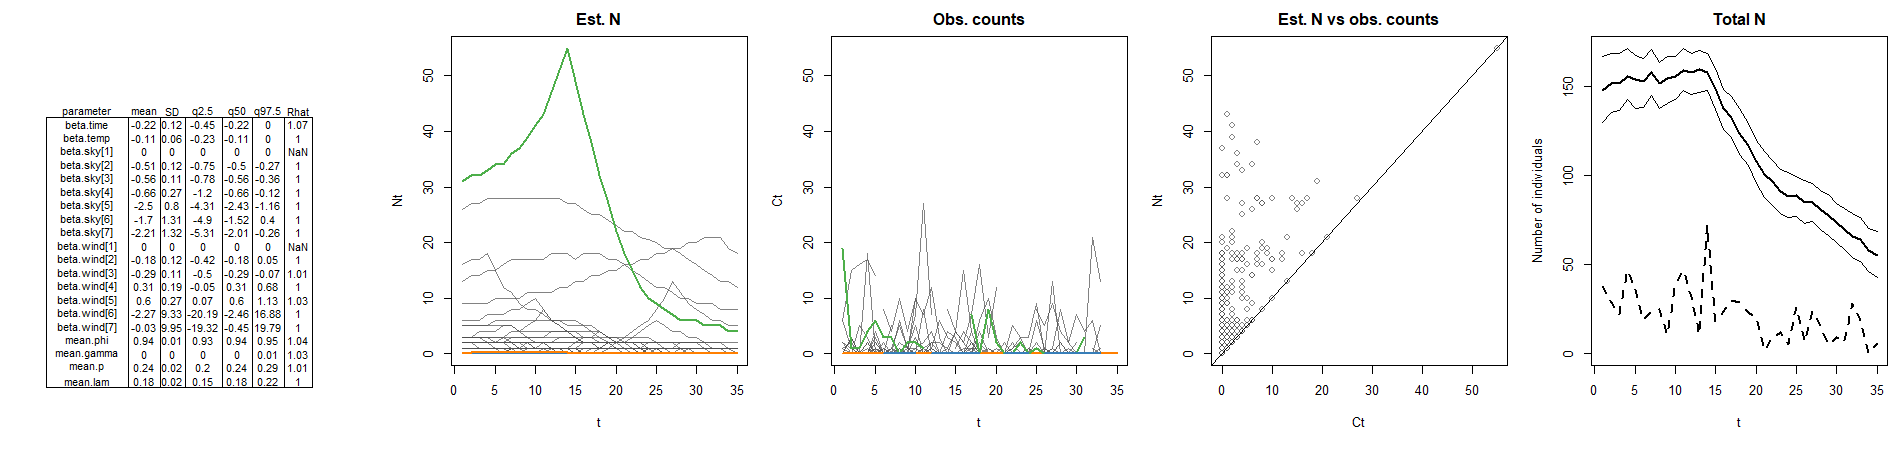 parameter mean SD q2.5 q50 q97.5 Rhat
beta.time -0.22 0.12 -0.45 -0.22 0 1.07
beta.temp -0.11 0.06 -0.23 -0.11 0 1
beta.sky[1] 0 0 0 0 0 NaN
beta.sky[2] -0.51 0.12 -0.75 -0.5 -0.27 1
beta.sky[3] -0.56 0.11 -0.78 -0.56 -0.36 1
beta.sky[4] -0.66 0.27 -1.2 -0.66 -0.12 1
beta.sky[5] -2.5 0.8 -4.31 -2.43 -1.16 1
beta.sky[6] -1.7 1.31 -4.9 -1.52 0.4 1
beta.sky[7] -2.21 1.32 -5.31 -2.01 -0.26 1
beta.wind[1] 0 0 0 0 0 NaN
beta.wind[2] -0.18 0.12 -0.42 -0.18 0.05 1
beta.wind[3] -0.29 0.11 -0.5 -0.29 -0.07 1.01
beta.wind[4] 0.31 0.19 -0.05 0.31 0.68 1
beta.wind[5] 0.6 0.27 0.07 0.6 1.13 1.03
beta.wind[6] -2.27 9.33 -20.19 -2.46 16.88 1
beta.wind[7] -0.03 9.95 -19.32 -0.45 19.79 1
mean.phi 0.94 0.01 0.93 0.94 0.95 1.04
mean.gamma 0 0 0 0 0.01 1.03
mean.p 0.24 0.02 0.2 0.24 0.29 1.01
mean.lam 0.18 0.02 0.15 0.18 0.22 1
Est. N
Nt
50
40
30
20
10
0
0 5 10 15 20 25 30 35
t
Obs. counts
Ct
50
40
30
20
10
0
0 5 10 15 20 25 30 35
t
Est. N vs obs. counts
Nt
50
40
30
20
10
0
0 10 20 30 40 50
Ct
Total N
Number of individuals
150
100
50
0
0 5 10 15 20 25 30 35
t